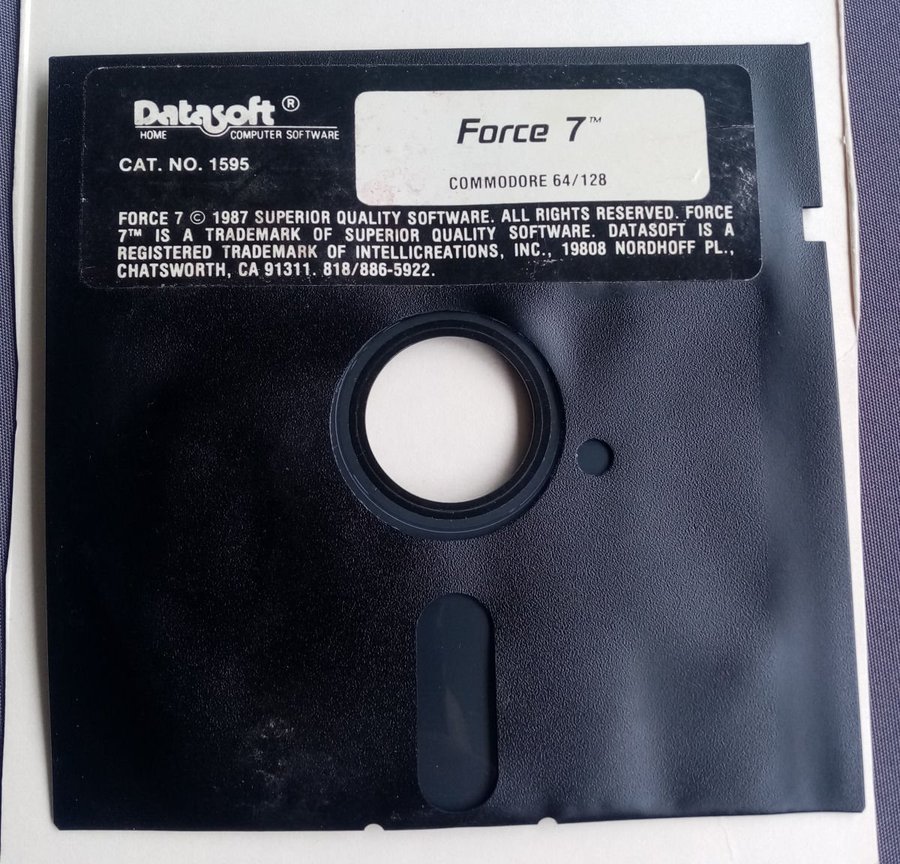 Datasoft ®
HOME COMPUTER SOFTWARE
CAT. NO. 1595
Force 7™
COMMODORE 64/128
FORCE 7 © 1987 SUPERIOR QUALITY SOFTWARE. ALL RIGHTS RESERVED. FORCE
7™ IS A TRADEMARK OF SUPERIOR QUALITY SOFTWARE. DATASOFT IS A
REGISTERED TRADEMARK OF INTELLICREATIONS, INC., 19808 NORDHOFF PL.,
CHATSWORTH, CA 91311. 818/886-5922.